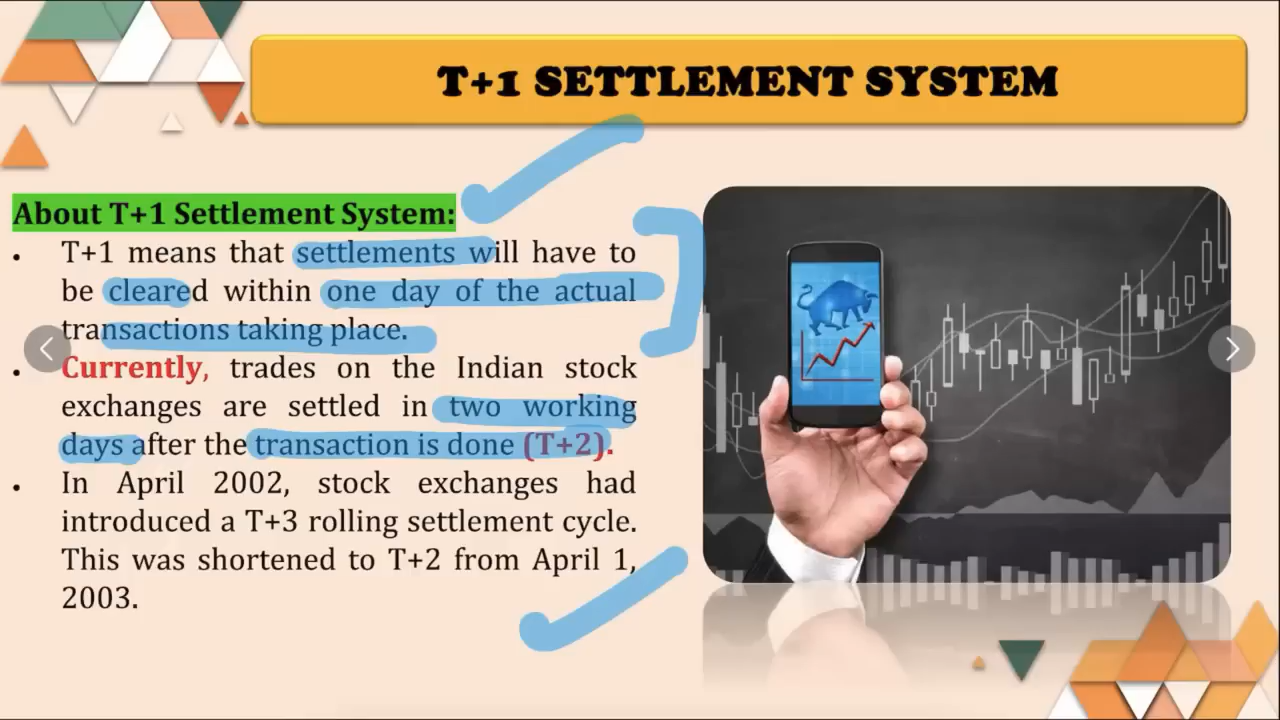 T+1 SETTLEMENT SYSTEM
About T+1 Settlement System:
• T+1 means that settlements will have to
be cleared within one day of the actual
transactions taking place.
• Currently, trades on the Indian stock
exchanges are settled in two working
days after the transaction is done (T+2).
• In April 2002, stock exchanges had
introduced a T+3 rolling settlement cycle.
This was shortened to T+2 from April 1,
2003.